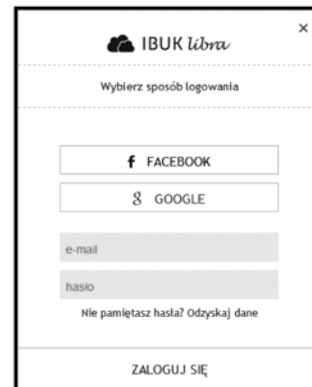 ×
IBUK libra
Wybierz sposób logowania
f FACEBOOK
g GOOGLE
e-mail
hasło
Nie pamiętasz hasła? Odzyskaj dane
ZALOGUJ SIĘ